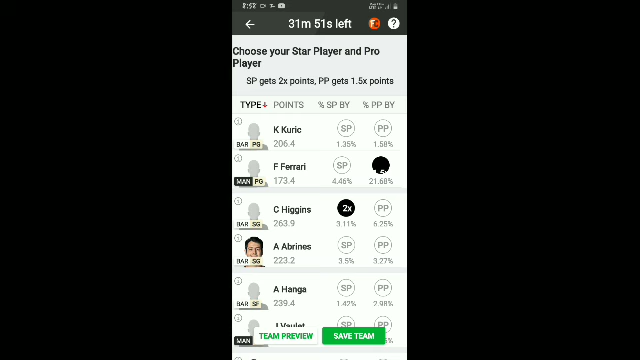 8:58
31m 51s left
?
Choose your Star Player and Pro
Player
SP gets 2x points, PP gets 1.5x points
TYPE↓ POINTS % SP BY % PP BY
K Kuric SP PP
BAR PG 206.4 1.35% 1.58%
F Ferrari SP
MAN PG 173.4 4.46% 21.60%
C Higgins 2x PP
BAR SG 263.9 3.11% 6.25%
A Abrines SP PP
BAR SG 223.2 3.5% 3.27%
A Hanga SP PP
BAR SF 239.4 1.42% 2.98%
J Vaulet
MAN
TEAM PREVIEW SAVE TEAM